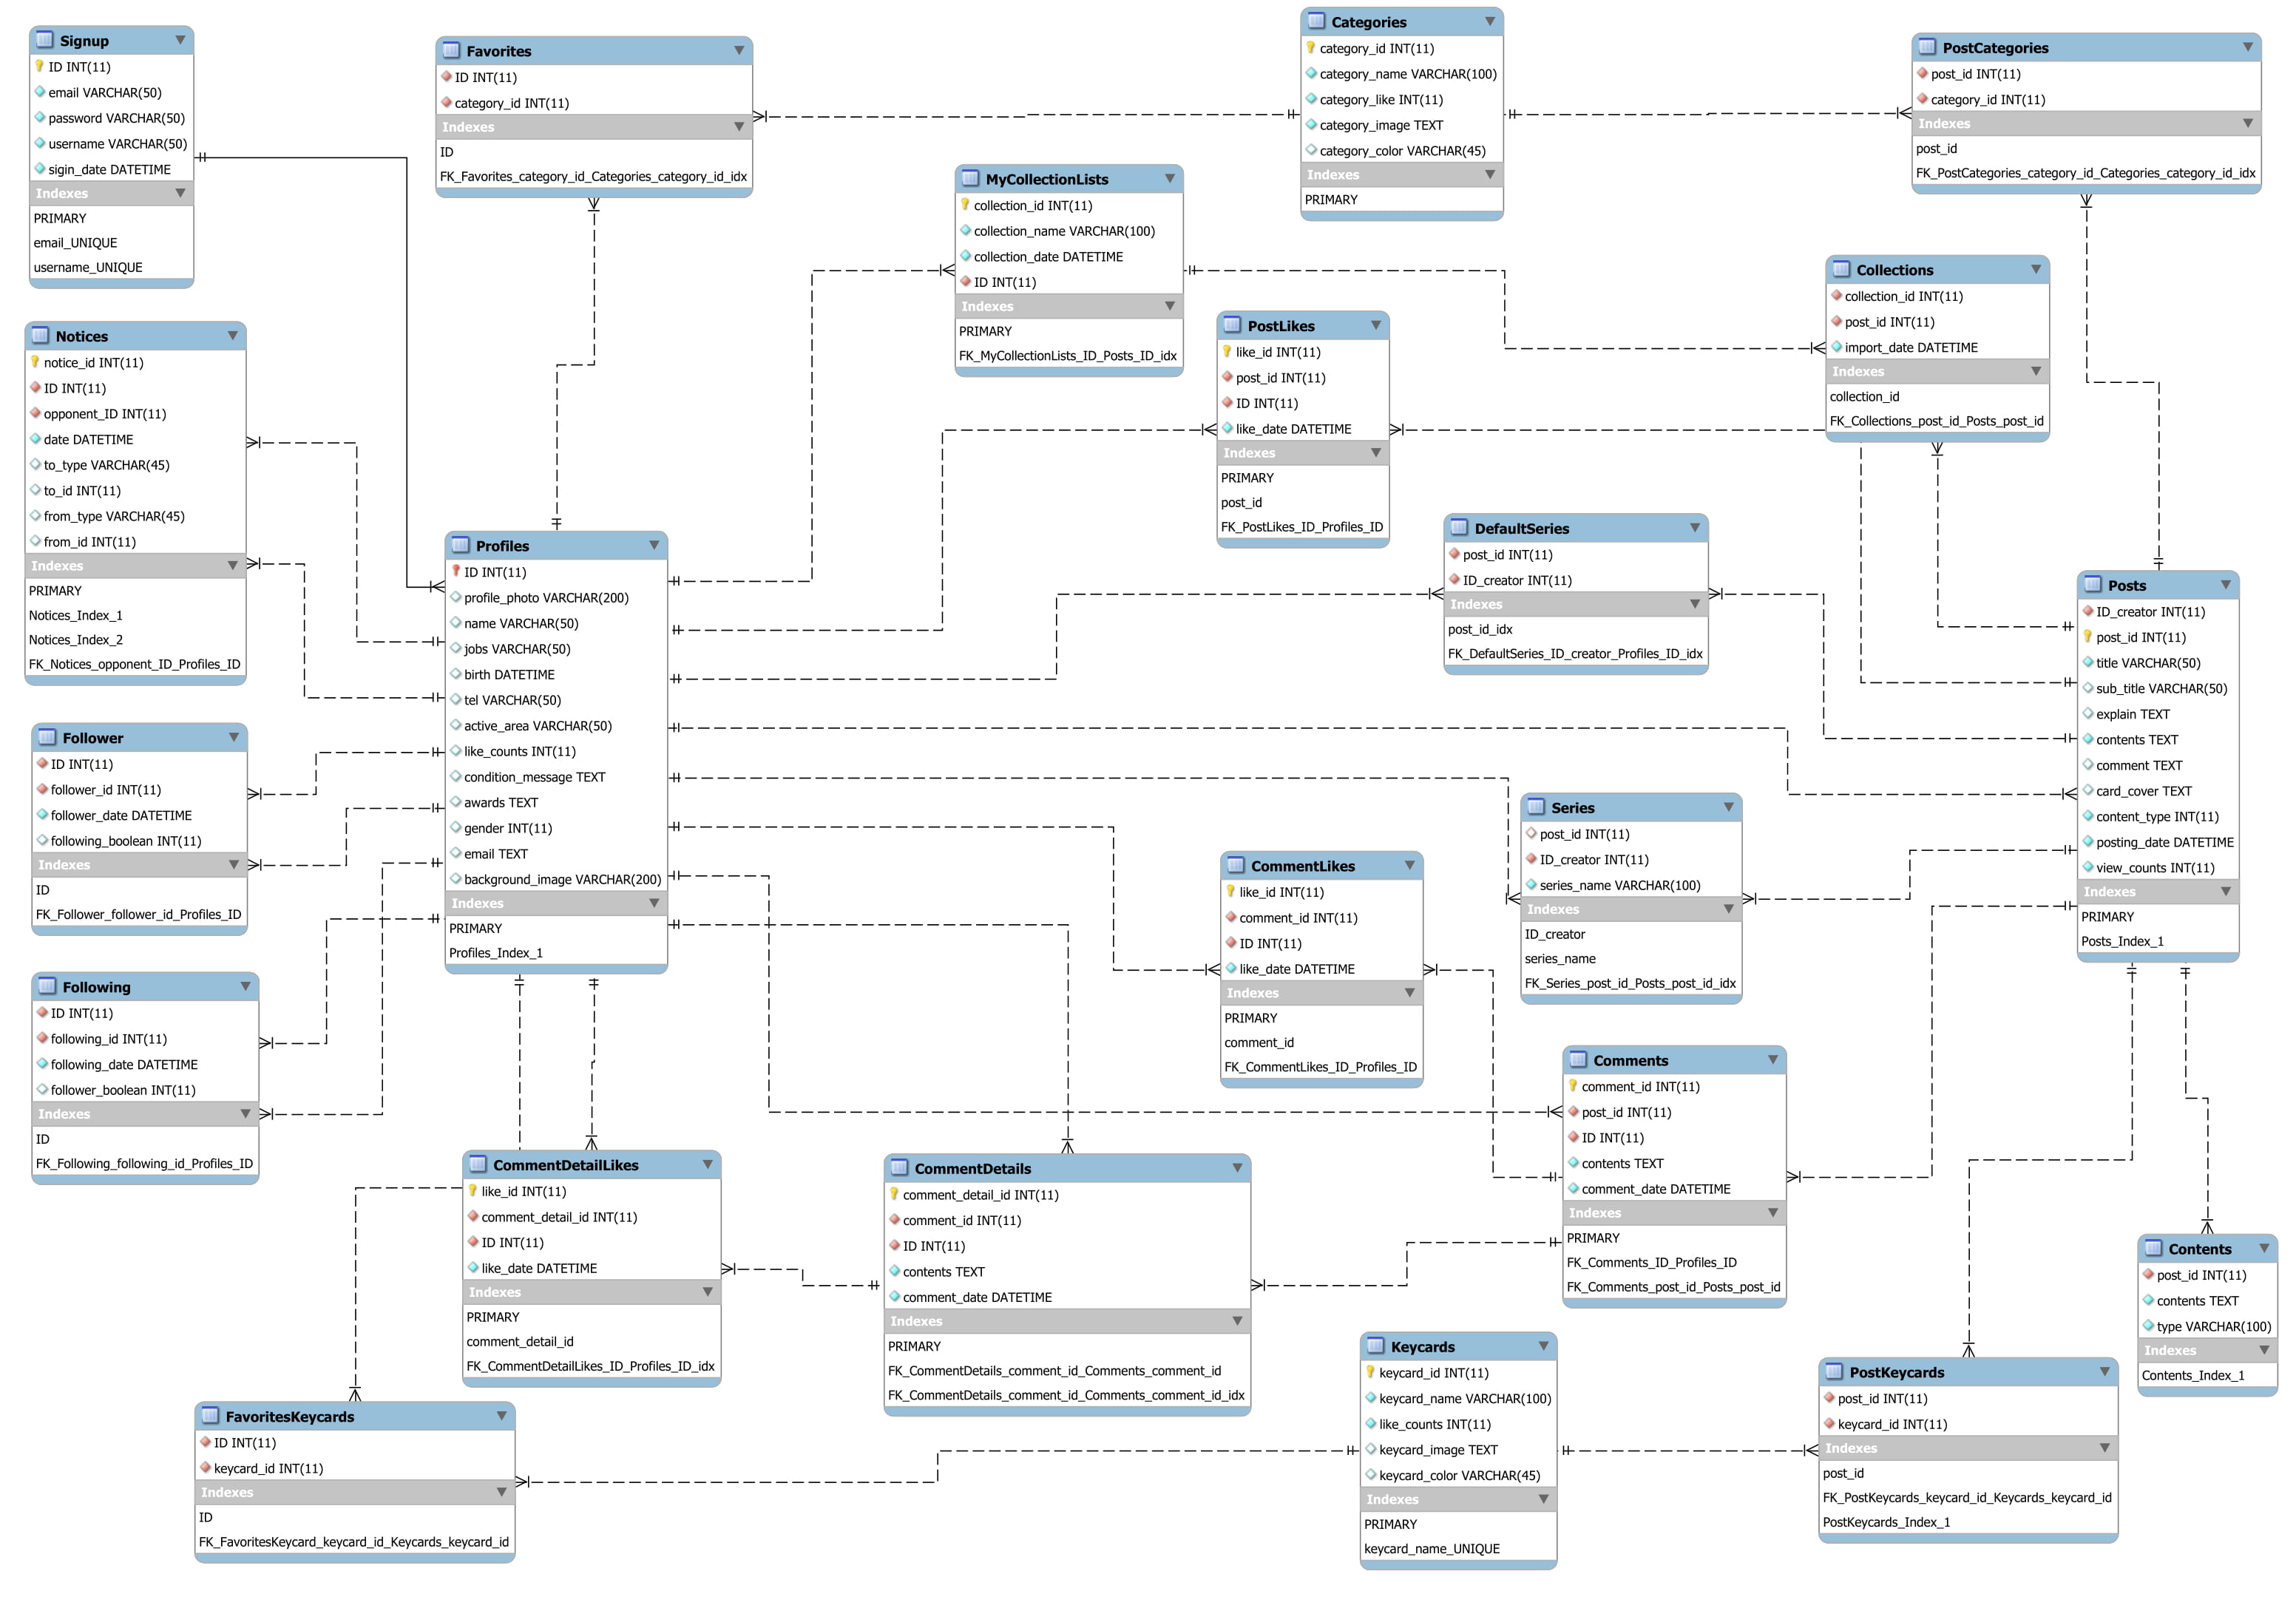 Signup
ID INT(11)
email VARCHAR(50)
password VARCHAR(50)
username VARCHAR(50)
sigin_date DATETIME
Indexes
PRIMARY
email_UNIQUE
username_UNIQUE
Favorites
ID INT(11)
category_id INT(11)
Indexes
ID
FK_Favorites_category_id_Categories_category_id_idx
Categories
category_id INT(11)
category_name VARCHAR(100)
category_like INT(11)
category_image TEXT
category_color VARCHAR(45)
Indexes
PRIMARY
PostCategories
post_id INT(11)
category_id INT(11)
Indexes
post_id
FK_PostCategories_category_id_Categories_category_id_idx
MyCollectionLists
collection_id INT(11)
collection_name VARCHAR(100)
collection_date DATETIME
ID INT(11)
Indexes
PRIMARY
FK_MyCollectionLists_ID_Posts_ID_idx
Collections
collection_id INT(11)
post_id INT(11)
import_date DATETIME
Indexes
collection_id
FK_Collections_post_id_Posts_post_id
Notices
notice_id INT(11)
ID INT(11)
opponent_ID INT(11)
date DATETIME
to_type VARCHAR(45)
to_id INT(11)
from_type VARCHAR(45)
from_id INT(11)
Indexes
PRIMARY
Notices_Index_1
Notices_Index_2
FK_Notices_opponent_ID_Profiles_ID
PostLikes
like_id INT(11)
post_id INT(11)
ID INT(11)
like_date DATETIME
Indexes
PRIMARY
post_id
FK_PostLikes_ID_Profiles_ID
DefaultSeries
post_id INT(11)
ID_creator INT(11)
Indexes
post_id_idx
FK_DefaultSeries_ID_creator_Profiles_ID_idx
Profiles
ID INT(11)
profile_photo VARCHAR(200)
name VARCHAR(50)
jobs VARCHAR(50)
birth DATETIME
tel VARCHAR(50)
active_area VARCHAR(50)
like_counts INT(11)
condition_message TEXT
awards TEXT
gender INT(11)
email TEXT
background_image VARCHAR(200)
Indexes
PRIMARY
Profiles_Index_1
Posts
ID_creator INT(11)
post_id INT(11)
title VARCHAR(50)
sub_title VARCHAR(50)
explain TEXT
contents TEXT
comment TEXT
card_cover TEXT
content_type INT(11)
posting_date DATETIME
view_counts INT(11)
Indexes
PRIMARY
Posts_Index_1
Follower
ID INT(11)
follower_id INT(11)
follower_date DATETIME
following_boolean INT(11)
Indexes
ID
FK_Follower_follower_id_Profiles_ID
Series
post_id INT(11)
ID_creator INT(11)
series_name VARCHAR(100)
Indexes
ID_creator
series_name
FK_Series_post_id_Posts_post_id_idx
CommentLikes
like_id INT(11)
comment_id INT(11)
ID INT(11)
like_date DATETIME
Indexes
PRIMARY
comment_id
FK_CommentLikes_ID_Profiles_ID
Following
ID INT(11)
following_id INT(11)
following_date DATETIME
follower_boolean INT(11)
Indexes
ID
FK_Following_following_id_Profiles_ID
Comments
comment_id INT(11)
post_id INT(11)
ID INT(11)
contents TEXT
comment_date DATETIME
Indexes
PRIMARY
FK_Comments_ID_Profiles_ID
FK_Comments_post_id_Posts_post_id
CommentDetailLikes
like_id INT(11)
comment_detail_id INT(11)
ID INT(11)
like_date DATETIME
Indexes
PRIMARY
comment_detail_id
FK_CommentDetailLikes_ID_Profiles_ID_idx
CommentDetails
comment_detail_id INT(11)
comment_id INT(11)
ID INT(11)
contents TEXT
comment_date DATETIME
Indexes
PRIMARY
FK_CommentDetails_comment_id_Comments_comment_id
FK_CommentDetails_comment_id_Comments_comment_id_idx
Contents
post_id INT(11)
contents TEXT
type VARCHAR(100)
Indexes
Contents_Index_1
Keycards
keycard_id INT(11)
keycard_name VARCHAR(100)
like_counts INT(11)
keycard_image TEXT
keycard_color VARCHAR(45)
Indexes
PRIMARY
keycard_name_UNIQUE
PostKeycards
post_id INT(11)
keycard_id INT(11)
Indexes
post_id
FK_PostKeycards_keycard_id_Keycards_keycard_id
PostKeycards_Index_1
FavoritesKeycards
ID INT(11)
keycard_id INT(11)
Indexes
ID
FK_FavoritesKeycard_keycard_id_Keycards_keycard_id